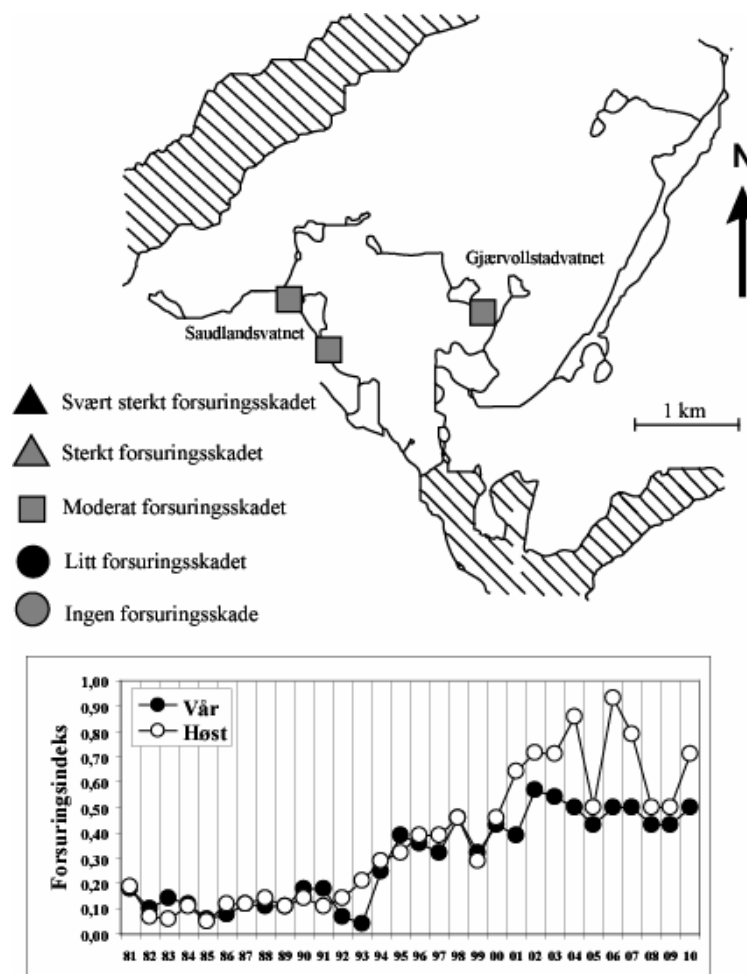 N
Gjærvollstadvatnet
Saudlandsvatnet
1 km
Svært sterkt forsuringsskadet
Sterkt forsuringsskadet
Moderat forsuringsskadet
Litt forsuringsskadet
Ingen forsuringsskade
Forsuringsindeks
1,00
0,90
0,80
0,70
0,60
0,50
0,40
0,30
0,20
0,10
0,00
Vår
Høst
81 82 83 84 85 86 87 88 89 90 91 92 93 94 95 96 97 98 99 00 01 02 03 04 05 06 07 08 09 10